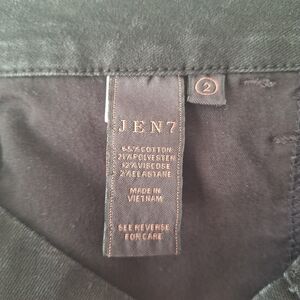 JEN7
2
65% COTTON
21% POLYESTER
12% VISCOSE
2% ELASTANE
MADE IN
VIETNAM
SEE REVERSE
FOR CARE